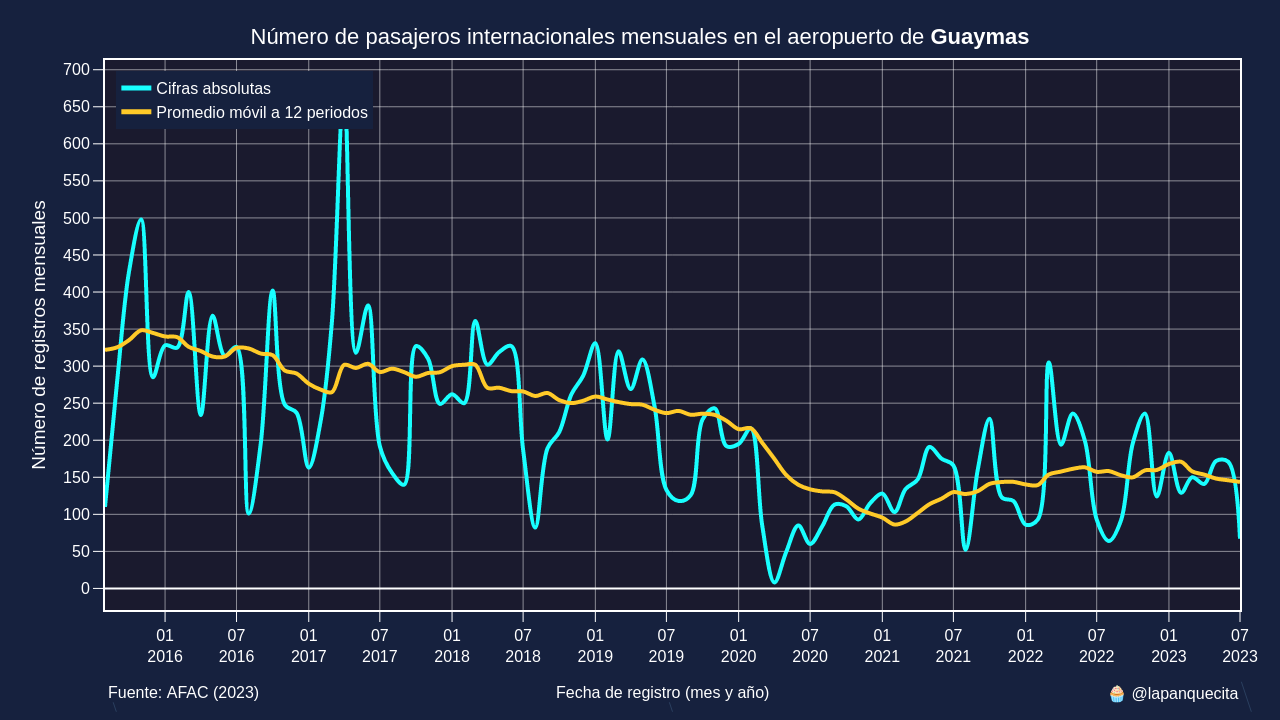 Número de pasajeros internacionales mensuales en el aeropuerto de Guaymas
Cifras absolutas
Promedio móvil a 12 periodos
Número de registros mensuales
700
650
600
550
500
450
400
350
300
250
200
150
100
50
0
01 07 01 07 01 07 01 07 01 07 01 07 01 07 01 07
2016 2016 2017 2017 2018 2018 2019 2019 2020 2020 2021 2021 2022 2022 2023 2023
Fuente: AFAC (2023)
Fecha de registro (mes y año)
🧁 @lapanquecita